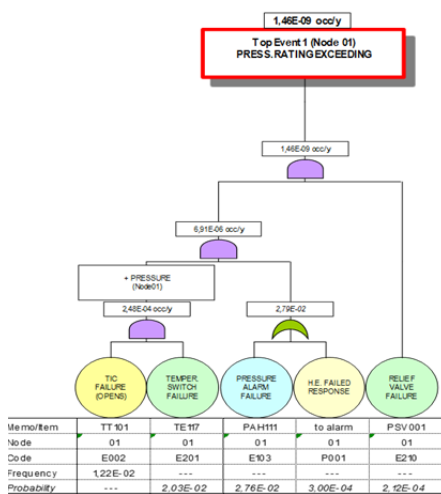 1,46E-09 occ/y
Top Event 1 (Node 01)
PRESS.RATING EXCEEDING
1,46E-09 occ/y
6,91E-06 occ/y
+ PRESSURE
(Node01)
2,48E-04 occ/y
2,79E-02
TIC
FAILURE
(OPENS)
TEMPER.
SWITCH
FAILURE
PRESSURE
ALARM
FAILURE
H.E. FAILED
RESPONSE
RELIEF
VALVE
FAILURE
Memo/Item TT101 TE117 PAH111 to alarm PSV001
Node 01 01 01 01 01
Code E002 E201 E103 P001 E210
Frequency 1,22E-02 --- --- --- ---
Probability --- 2,03E-02 2,76E-02 3,00E-04 2,12E-04